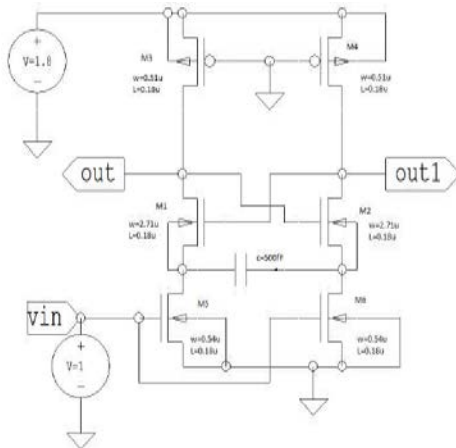 V=1.8
M3
M4
w=0.51u
L=0.18u
w=0.51u
L=0.18u
out
out1
M1
M2
w=2.71u
L=0.18u
w=2.71u
L=0.18u
c=500fF
vin
M5
M6
w=0.54u
L=0.18u
w=0.54u
L=0.18u
V=1